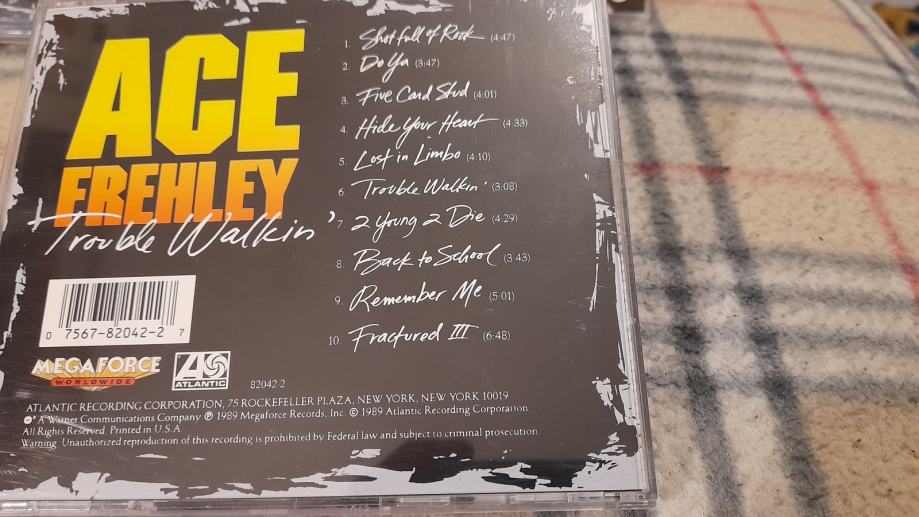 ACE
FREHLEY
Trouble Walkin'
1. Shot full of Rock (4:47)
2. Do Ya (3:47)
3. Five Card Stud (4:01)
4. Hide Your Heart (4:33)
5. Lost in Limbo (4:10)
6. Trouble Walkin' (3:08)
7. 2 Young 2 Die (4:29)
8. Back to School (3:43)
9. Remember Me (5:01)
10. Fractured III (6:48)
0 7567-82042-2 7
MEGAFORCE
WORLDWIDE
ATLANTIC
82042-2
ATLANTIC RECORDING CORPORATION, 75 ROCKEFELLER PLAZA, NEW YORK, NEW YORK 10019
A Warner Communications Company ℗ 1989 Megaforce Records, Inc. © 1989 Atlantic Recording Corporation.
All Rights Reserved. Printed in U.S.A
Warning: Unauthorized reproduction of this recording is prohibited by Federal law and subject to criminal prosecution.